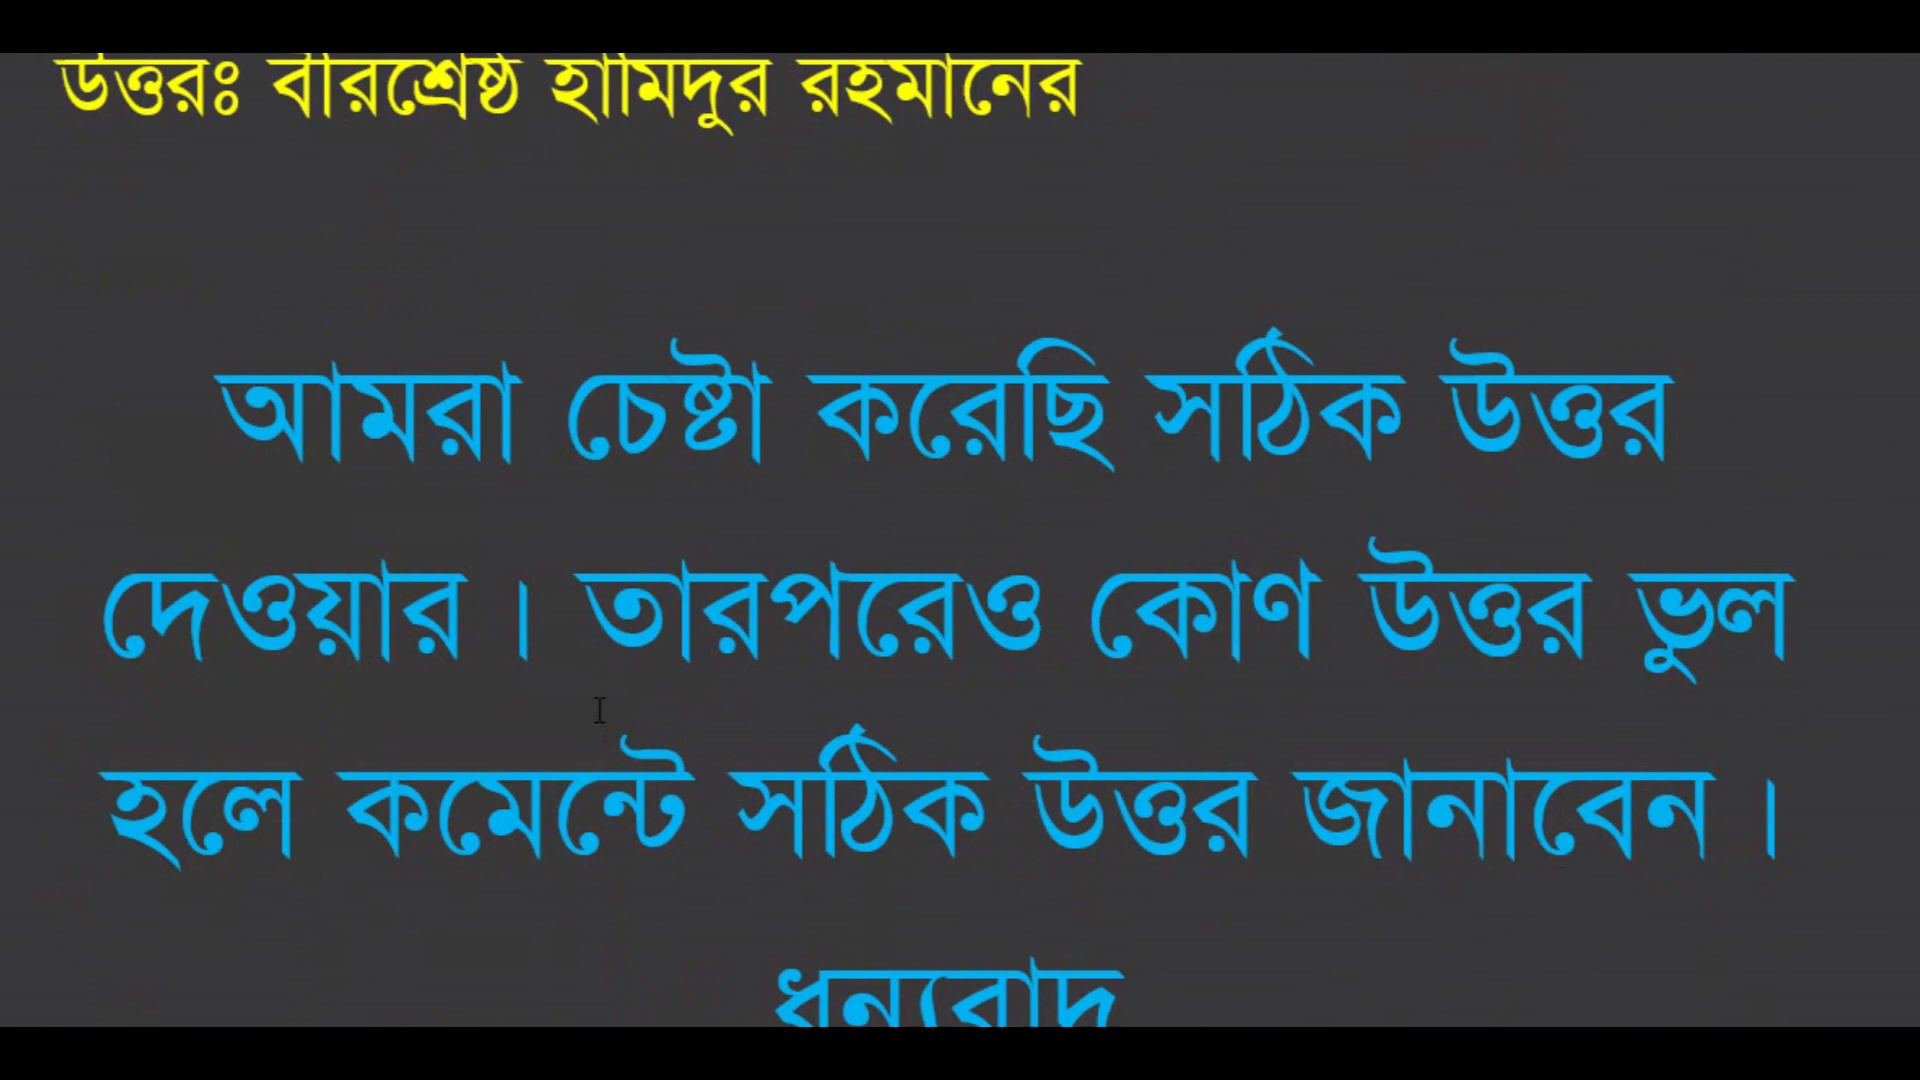 উত্তরঃ বীরশ্রেষ্ঠ হামিদুর রহমানের
আমরা চেষ্টা করেছি সঠিক উত্তর
দেওয়ার । তারপরেও কোণ উত্তর ভুল
হলে কমেন্টে সঠিক উত্তর জানাবেন ।
ধন্যবাদ